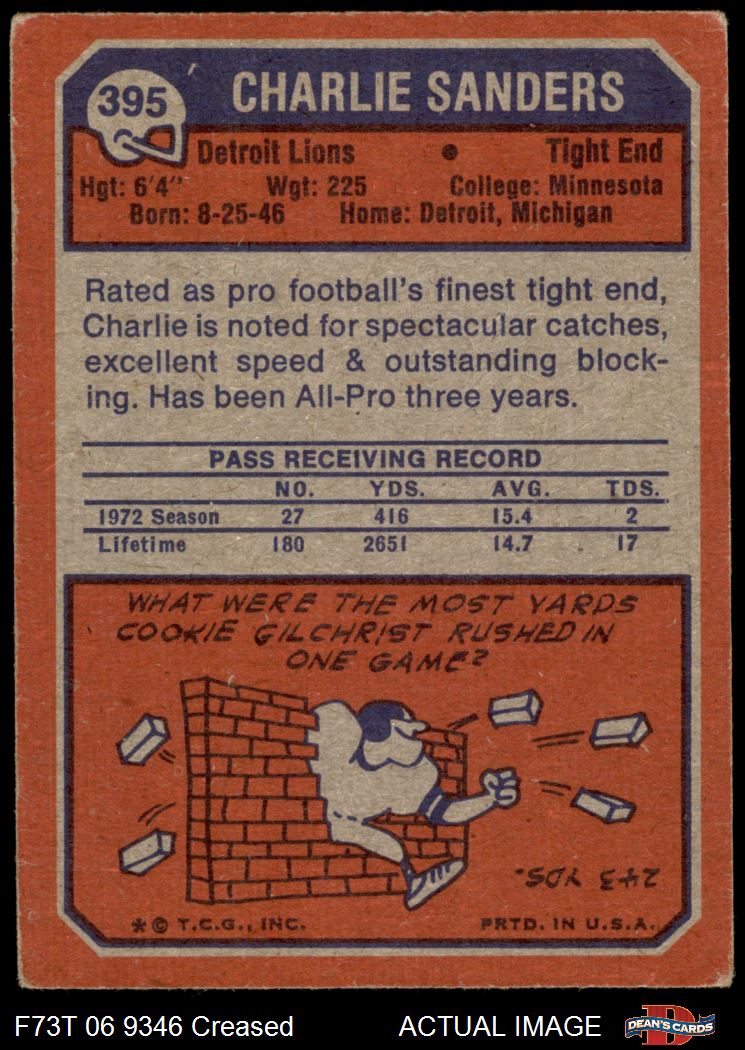 395
CHARLIE SANDERS
Detroit Lions • Tight End
Hgt: 6'4" Wgt: 225 College: Minnesota
Born: 8-25-46 Home: Detroit, Michigan
Rated as pro football's finest tight end,
Charlie is noted for spectacular catches,
excellent speed & outstanding block-
ing. Has been All-Pro three years.
PASS RECEIVING RECORD
NO. YDS. AVG. TDS.
1972 Season 27 416 15.4 2
Lifetime 180 2651 14.7 17
WHAT WERE THE MOST YARDS
COOKIE GILCHRIST RUSHED IN
ONE GAME?
243 YDS.
*© T.C.G., INC. PRTD. IN U.S.A.
F73T 06 9346 Creased ACTUAL IMAGE
DEAN'S CARDS